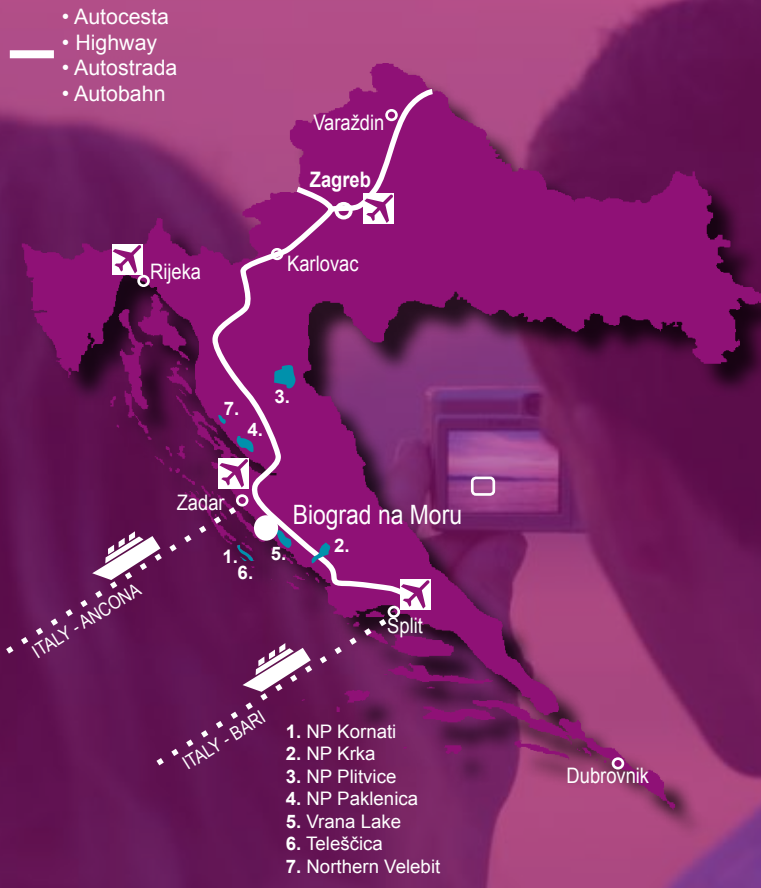 • Autocesta
• Highway
• Autostrada
• Autobahn
Varaždin
Zagreb
Karlovac
Rijeka
3.
7.
4.
Zadar
Biograd na Moru
1.
5.
2.
6.
ITALY - ANCONA
Split
ITALY - BARI
1. NP Kornati
2. NP Krka
3. NP Plitvice
4. NP Paklenica
5. Vrana Lake
6. Teleščica
7. Northern Velebit
Dubrovnik